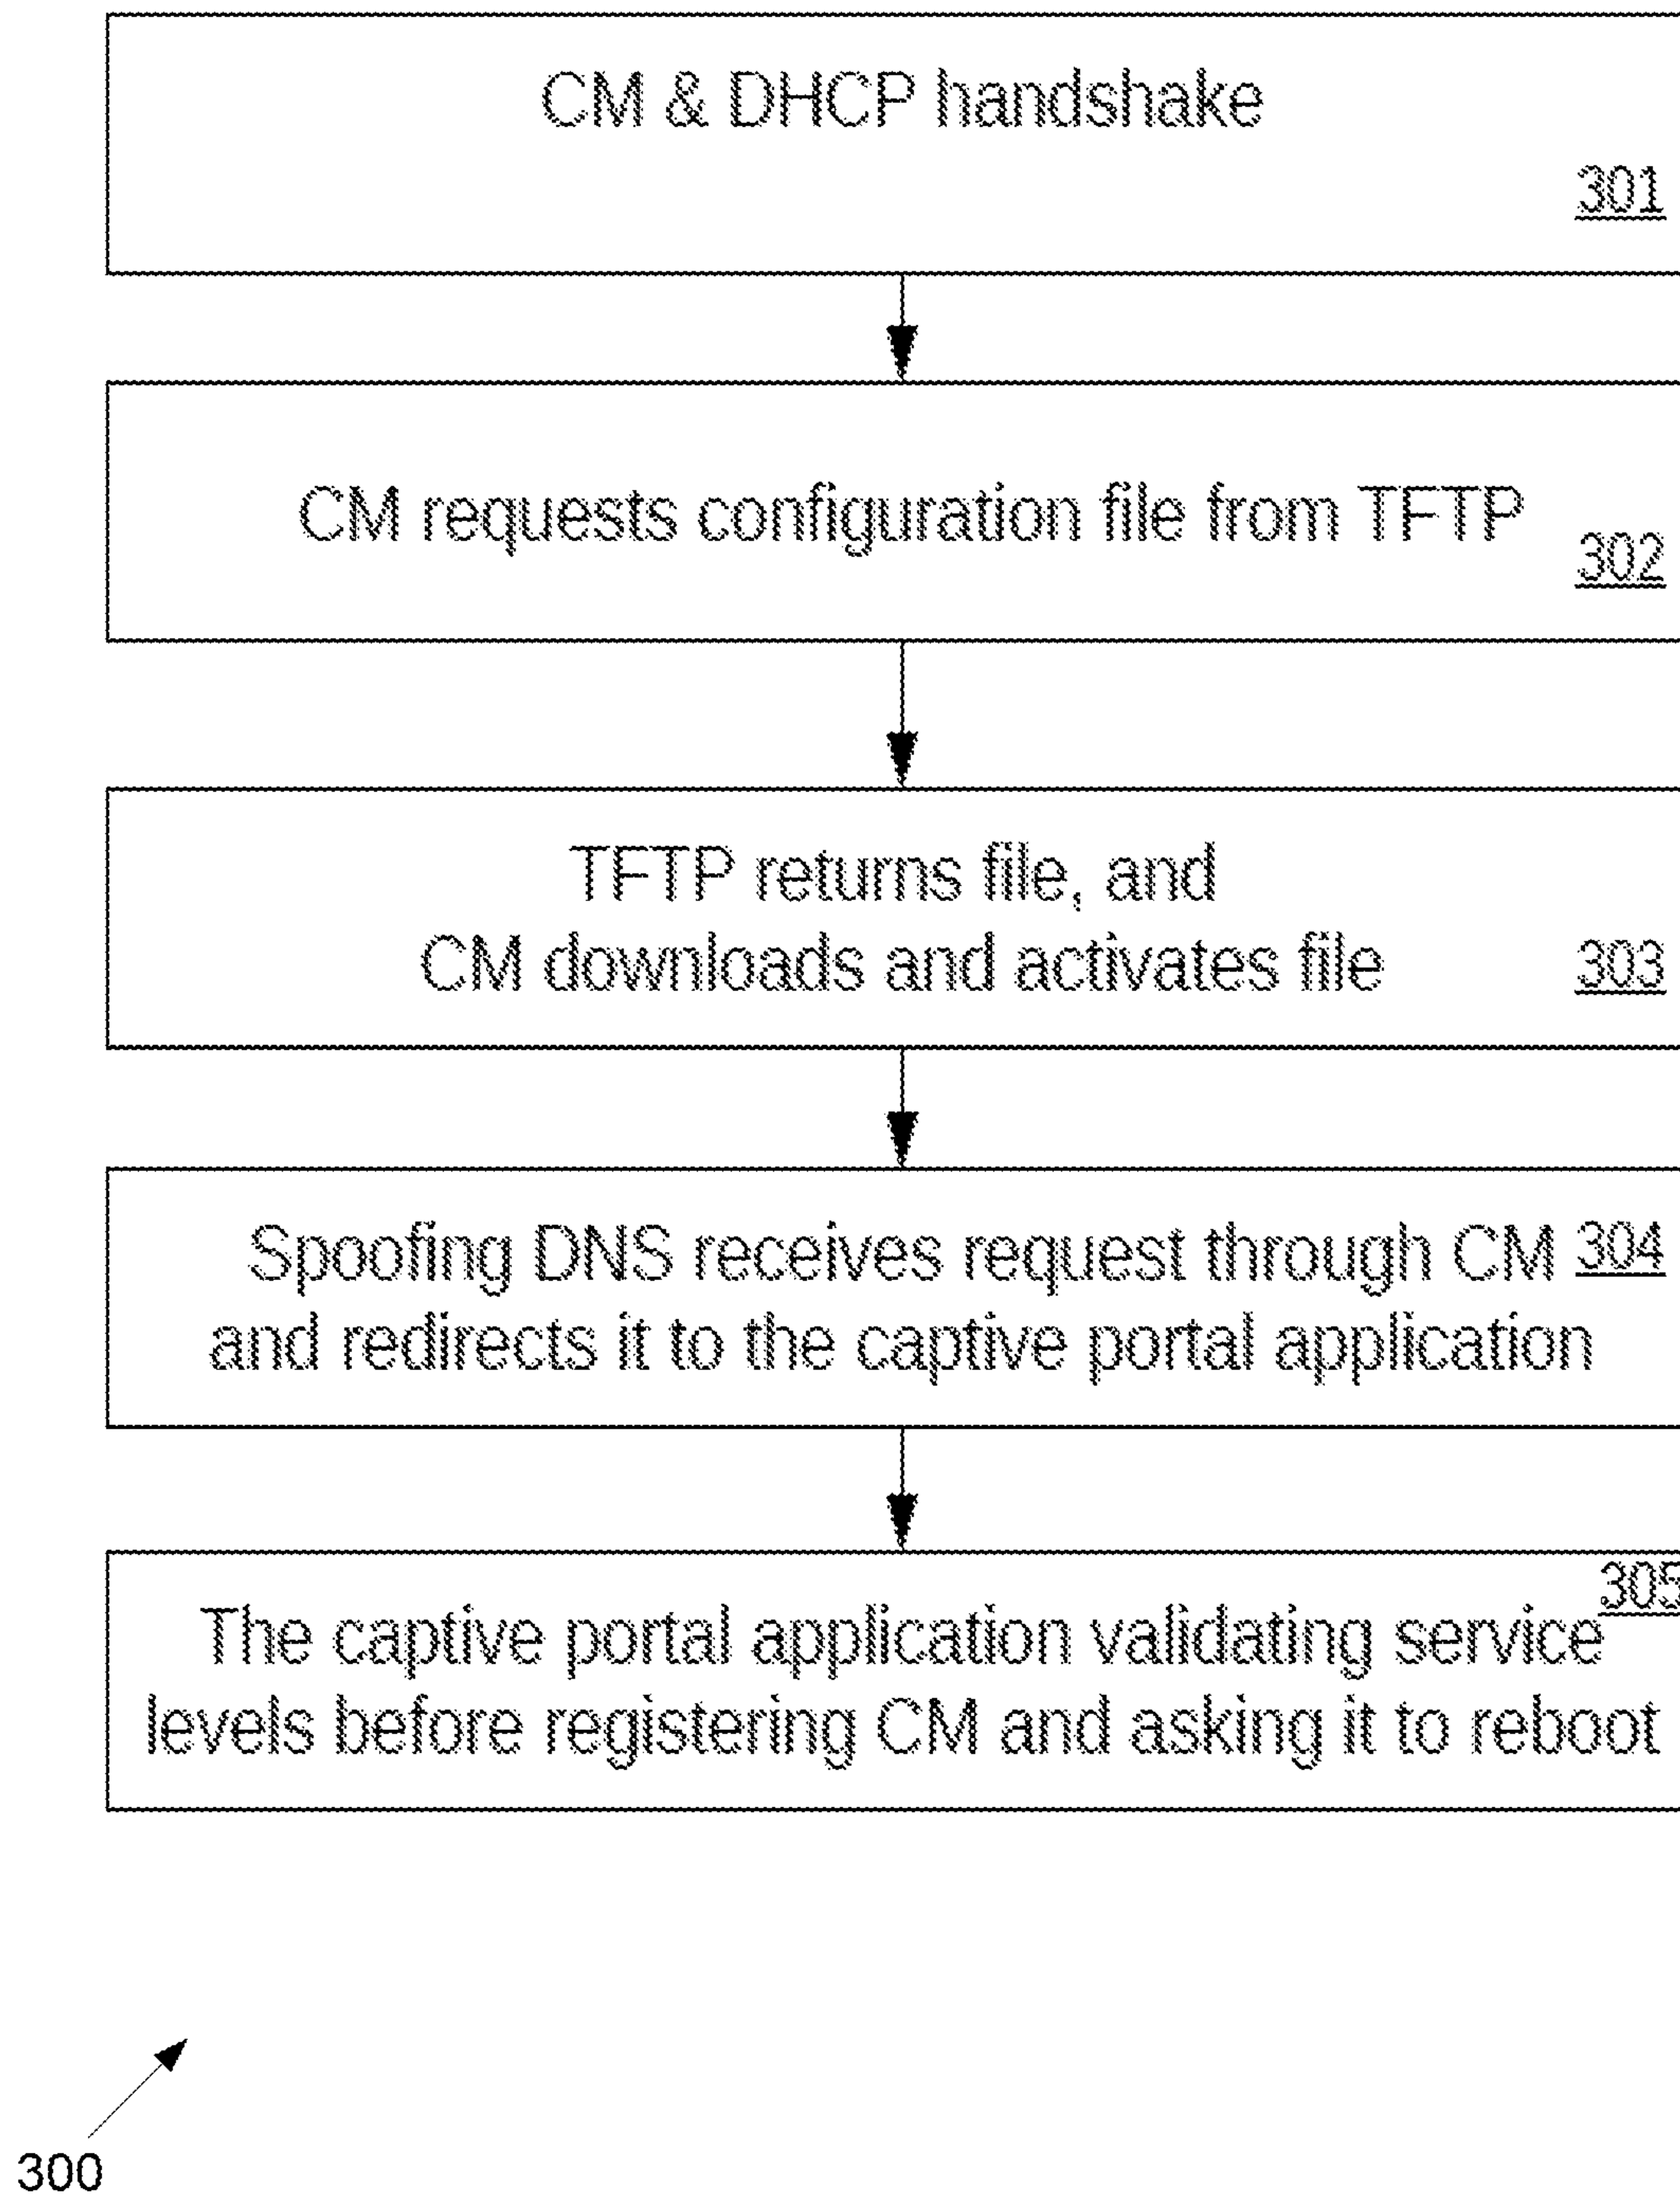 CM & DHCP handshake
301
CM requests configuration file from TFTP
302
TFTP returns file, and
CM downloads and activates file
303
Spoofing DNS receives request through CM
304
and redirects it to the captive portal application
305
The captive portal application validating service
levels before registering CM and asking it to reboot
300